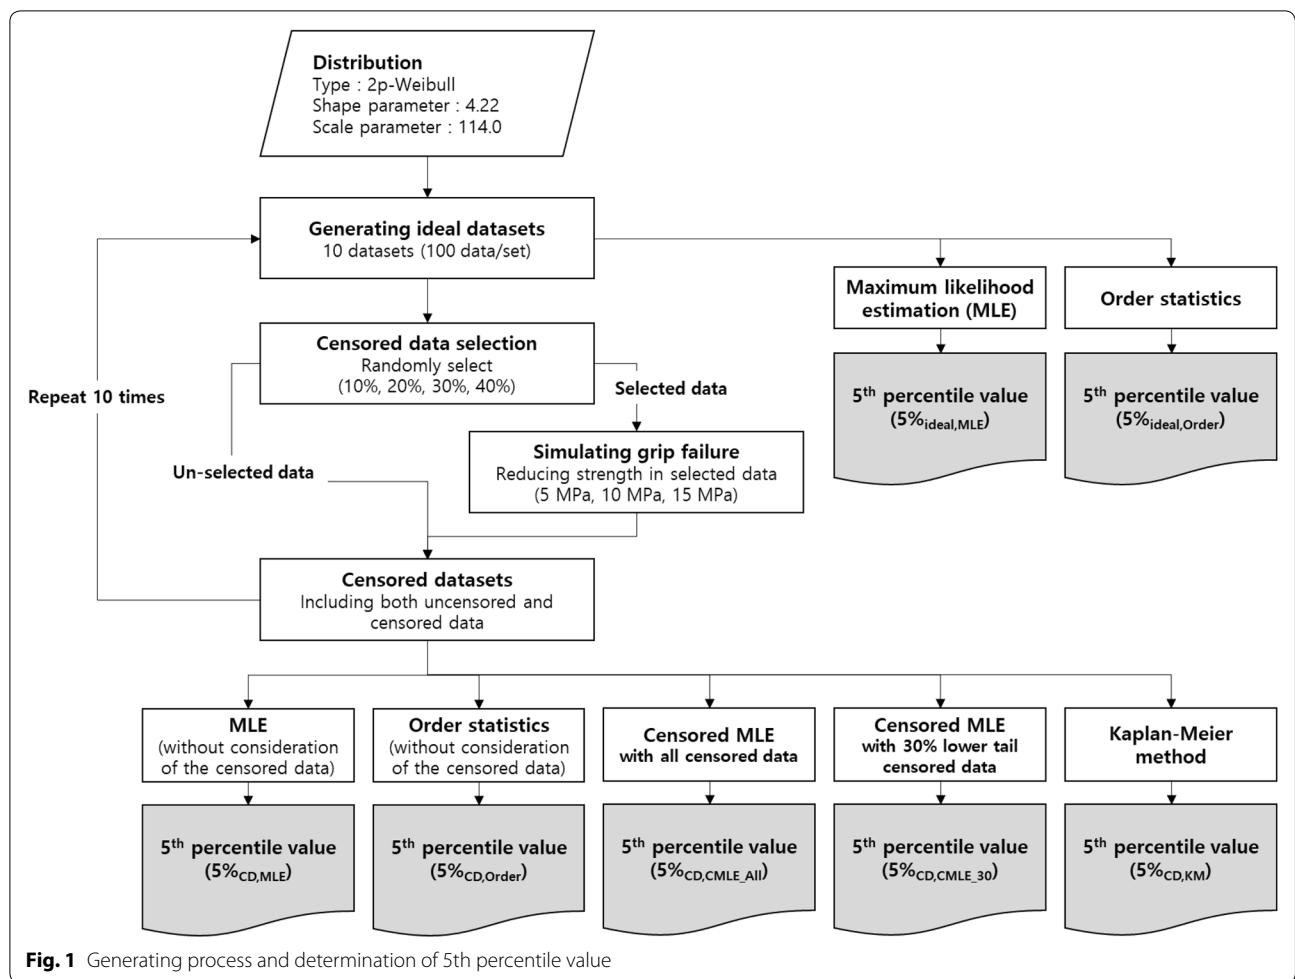 Distribution
Type : 2p-Weibull
Shape parameter : 4.22
Scale parameter : 114.0
Generating ideal datasets
10 datasets (100 data/set)
Maximum likelihood
estimation (MLE)
Order statistics
Censored data selection
Randomly select
(10%, 20%, 30%, 40%)
Repeat 10 times
Selected data
5th percentile value
(5%ideal,MLE)
5th percentile value
(5%ideal,Order)
Un-selected data
Simulating grip failure
Reducing strength in selected data
(5 MPa, 10 MPa, 15 MPa)
Censored datasets
Including both uncensored and
censored data
MLE
(without consideration
of the censored data)
Order statistics
(without consideration
of the censored data)
Censored MLE
with all censored data
Censored MLE
with 30% lower tail
censored data
Kaplan-Meier
method
5th percentile value
(5%CD,MLE)
5th percentile value
(5%CD,Order)
5th percentile value
(5%CD,CMLE_All)
5th percentile value
(5%CD,CMLE_30)
5th percentile value
(5%CD,KM)
Fig. 1 Generating process and determination of 5th percentile value